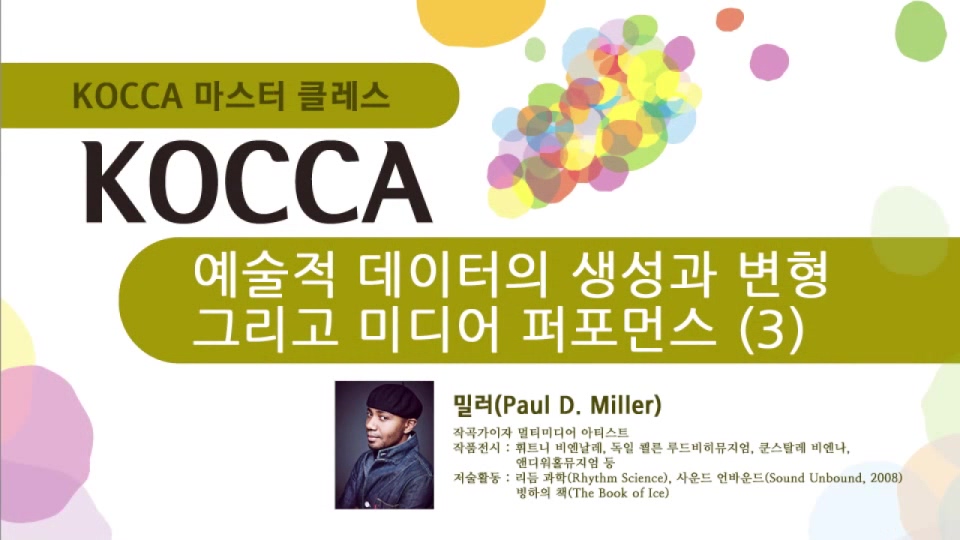 KOCCA 마스터 클레스
KOCCA
예술적 데이터의 생성과 변형
그리고 미디어 퍼포먼스 (3)
밀러(Paul D. Miller)
작곡가이자 멀티미디어 아티스트
작품전시 : 휘트니 비엔날레, 독일 퀼른 루드비히뮤지엄, 쿤스탈레 비엔나,
앤디워홀뮤지엄 등
저술활동 : 리듬 과학(Rhythm Science), 사운드 언바운드(Sound Unbound, 2008)
빙하의 책(The Book of Ice)